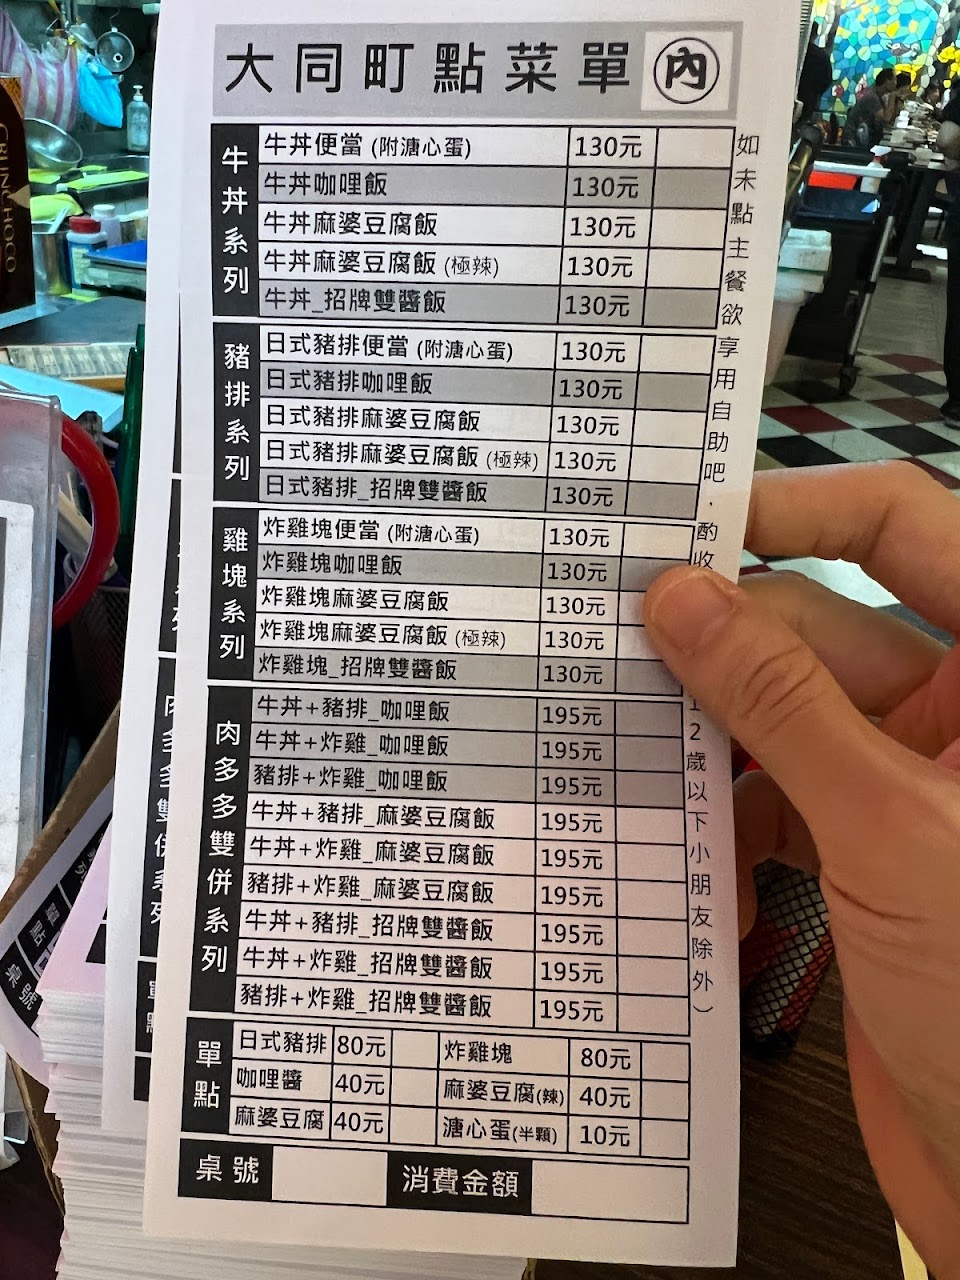 大同町點菜單 內
牛丼系列
牛丼便當 (附溏心蛋) 130元
牛丼咖哩飯 130元
牛丼麻婆豆腐飯 130元
牛丼麻婆豆腐飯 (極辣) 130元
牛丼_招牌雙醬飯 130元
豬排系列
日式豬排便當 (附溏心蛋) 130元
日式豬排咖哩飯 130元
日式豬排麻婆豆腐飯 130元
日式豬排麻婆豆腐飯 (極辣) 130元
日式豬排_招牌雙醬飯 130元
雞塊系列
炸雞塊便當 (附溏心蛋) 130元
炸雞塊咖哩飯 130元
炸雞塊麻婆豆腐飯 130元
炸雞塊麻婆豆腐飯 (極辣) 130元
炸雞塊_招牌雙醬飯 130元
肉多多雙併系列
牛丼+豬排_咖哩飯 195元
牛丼+炸雞_咖哩飯 195元
豬排+炸雞_咖哩飯 195元
牛丼+豬排_麻婆豆腐飯 195元
牛丼+炸雞_麻婆豆腐飯 195元
豬排+炸雞_麻婆豆腐飯 195元
牛丼+豬排_招牌雙醬飯 195元
牛丼+炸雞_招牌雙醬飯 195元
豬排+炸雞_招牌雙醬飯 195元
單點
日式豬排 80元 炸雞塊 80元
咖哩醬 40元 麻婆豆腐(辣) 40元
麻婆豆腐 40元 溏心蛋(半顆) 10元
桌號 消費金額
如未點主餐欲享用自助吧，酌收
12歲以下小朋友除外）
桌號